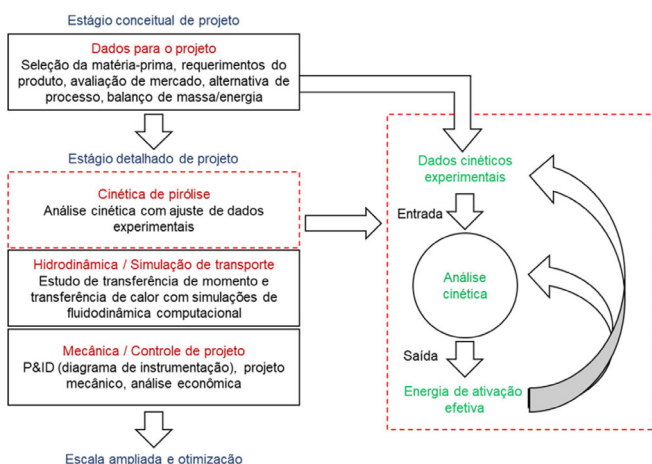 Estágio conceitual de projeto
Dados para o projeto
Seleção da matéria-prima, requerimentos do
produto, avaliação de mercado, alternativa de
processo, balanço de massa/energia
Estágio detalhado de projeto
Cinética de pirólise
Análise cinética com ajuste de dados
experimentais
Hidrodinâmica / Simulação de transporte
Estudo de transferência de momento e
transferência de calor com simulações de
fluidodinâmica computacional
Mecânica / Controle de projeto
P&ID (diagrama de instrumentação), projeto
mecânico, análise econômica
Escala ampliada e otimização
Dados cinéticos
experimentais
Entrada
Análise
cinética
Saída
Energia de ativação
efetiva